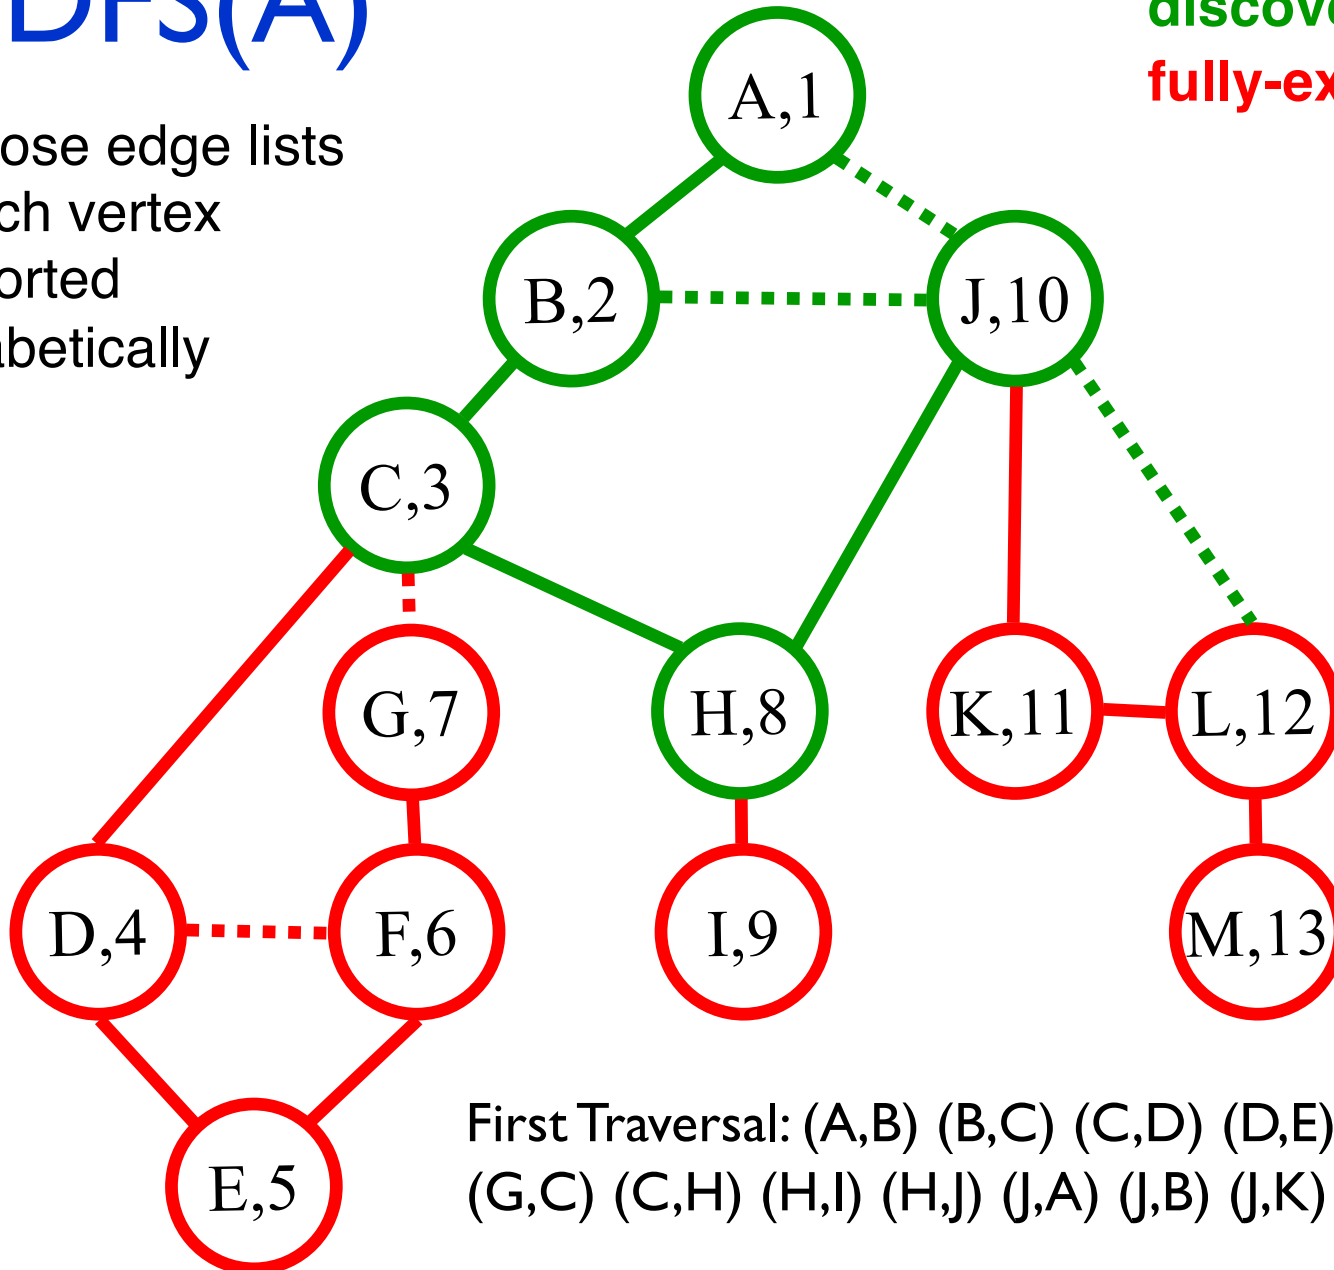 DFS(A)
discov
fully-ex
ose edge lists
ch vertex
orted
abetically
A,1
B,2
J,10
C,3
G,7
H,8
K,11
L,12
D,4
F,6
I,9
M,13
E,5
First Traversal: (A,B) (B,C) (C,D) (D,E)
(G,C) (C,H) (H,I) (H,J) (J,A) (J,B) (J,K)